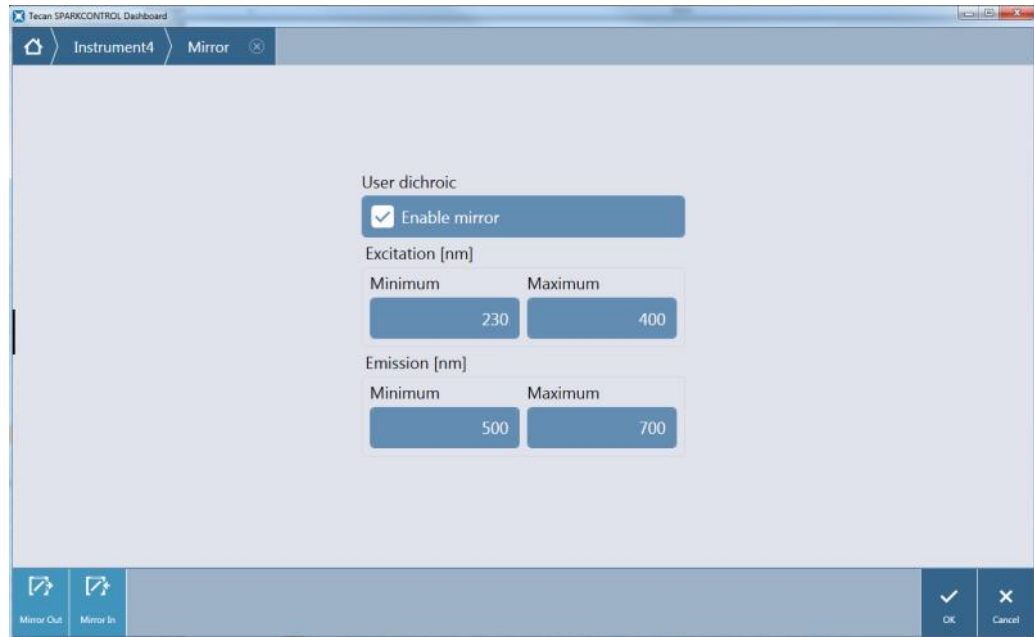 Tecan SPARKCONTROL Dashboard
Instrument4 Mirror
User dichroic
Enable mirror
Excitation [nm]
Minimum Maximum
230 400
Emission [nm]
Minimum Maximum
500 700
Mirror Out Mirror In OK Cancel